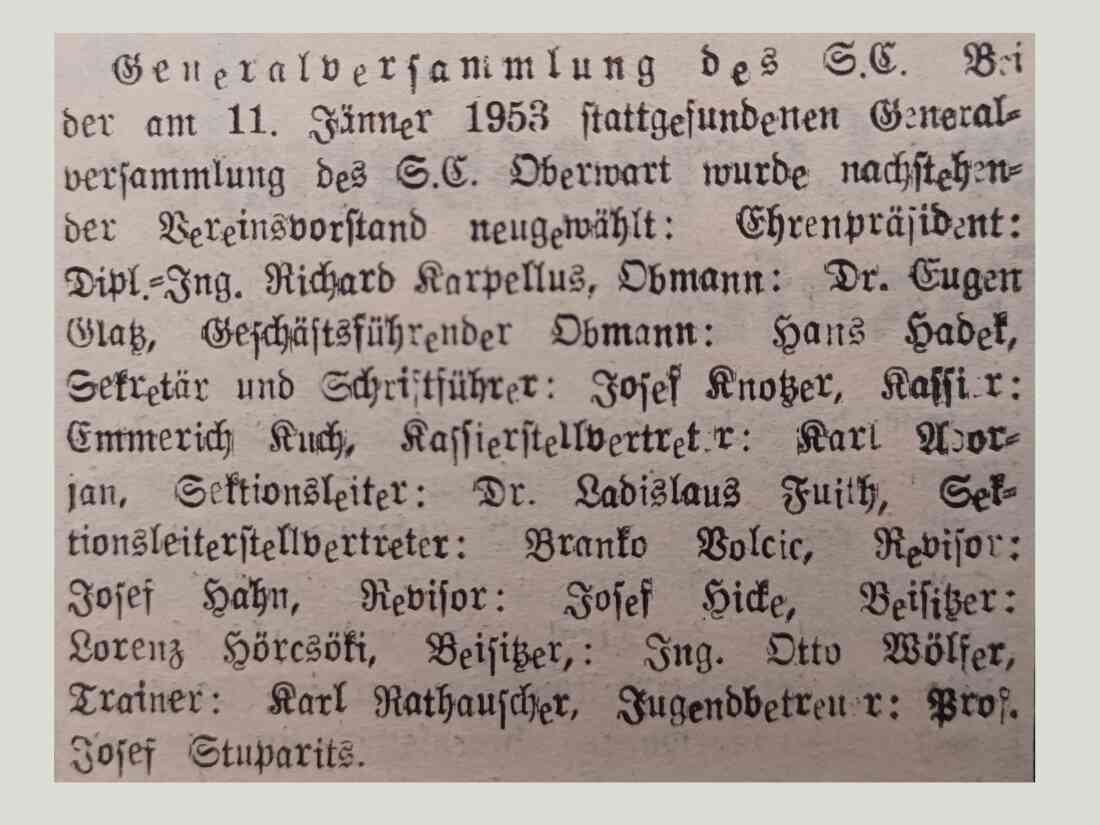 Generalversammlung des S.C. Bei
der am 11. Jänner 1953 stattgefundenen General-
versammlung des S.C. Oberwart wurde nachstehen-
der Vereinsvorstand neugewählt: Ehrenpräsident:
Dipl.-Ing. Richard Karpellus, Obmann: Dr. Eugen
Glatz, Geschäftsführender Obmann: Hans Hadek,
Sekretär und Schriftführer: Josef Knotzer, Kassier:
Emmerich Kuch, Kassierstellvertreter: Karl Ador-
jan, Sektionsleiter: Dr. Ladislaus Fuith, Sek-
tionsleiterstellvertreter: Branko Volcic, Revisor:
Josef Hahn, Revisor: Josef Hicke, Beisitzer:
Lorenz Hörcsöki, Beisitzer,: Ing. Otto Wölfer,
Trainer: Karl Rathauscher, Jugendbetreuer: Prof.
Josef Stuparits.